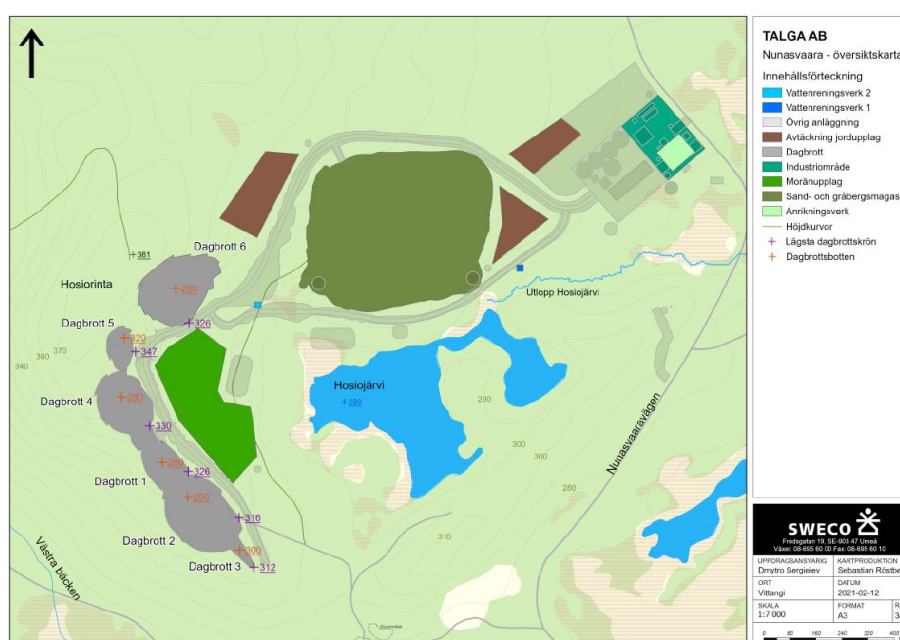 TALGA AB
Nunasvaara - översiktskarta
Innehållsförteckning
Vattenreningsverk 2
Vattenreningsverk 1
Övrig anläggning
Avtäckning jordupplag
Dagbrott
Industriområde
Moränupplag
Sand- och gråbergsmagas
Anrikningsverk
Höjdkurvor
Lägsta dagbrottskrön
Dagbrottsbotten
Dagbrott 6
381
Hosiorinta
280
Utlopp Hosiojärvi
Dagbrott 5
326
320
347
340
360
370
Hosiojärvi
289
Dagbrott 4
280
290
330
300
Nunasvaaravägen
326
Dagbrott 1
250
280
310
310
Dagbrott 2
300
Dagbrott 3
312
Västra bäcken
SWECO
Fredsgatan 19, SE-903 47 Umeå
Växel: 08-695 60 00 Fax: 08-695 60 10
UPPDRAGSANSVARIG
KARTPRODUKTION
Dmytro Sergieiev
Sebastian Röstbe
ORT
DATUM
Vittangi
2021-02-12
SKALA
FORMAT
R
1:7 000
A3
3
0 80 160 240 320 400